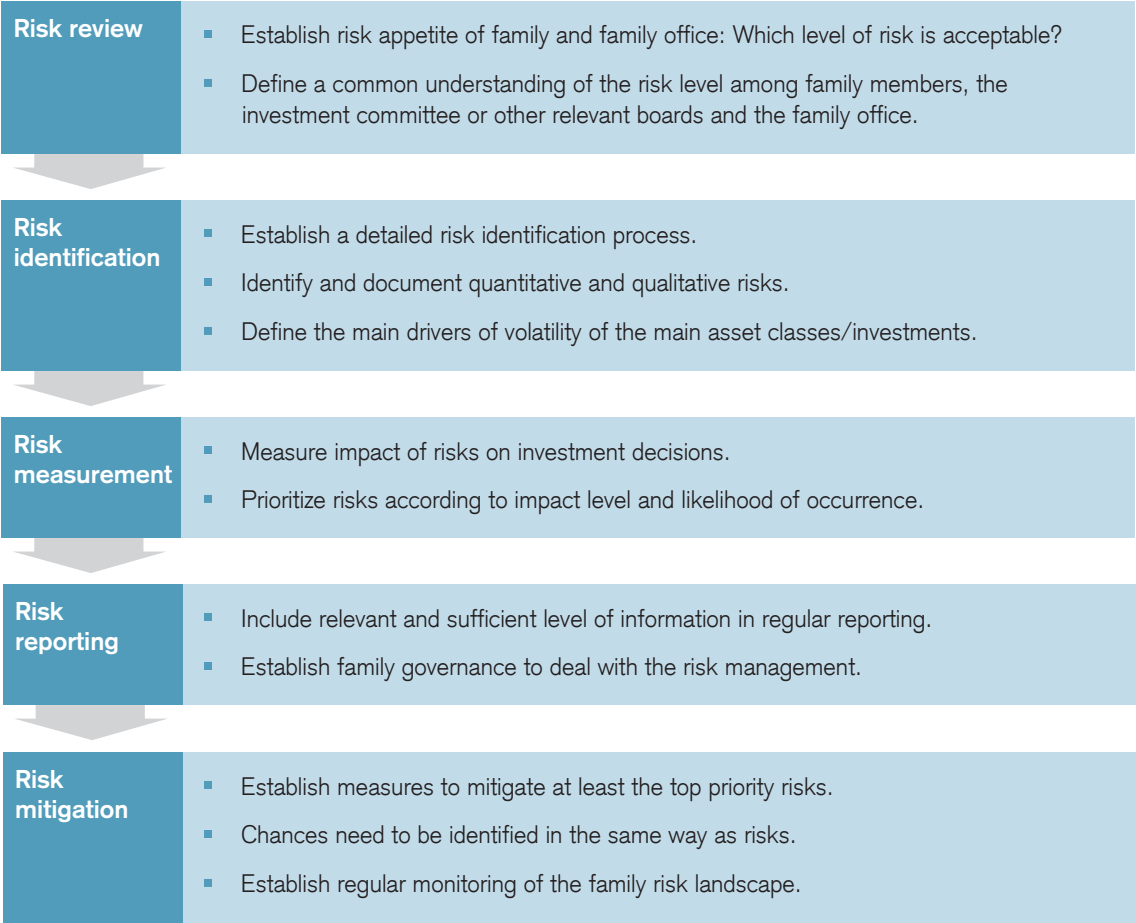 Risk review
▪ Establish risk appetite of family and family office: Which level of risk is acceptable?
▪ Define a common understanding of the risk level among family members, the
investment committee or other relevant boards and the family office.
Risk
identification
▪ Establish a detailed risk identification process.
▪ Identify and document quantitative and qualitative risks.
▪ Define the main drivers of volatility of the main asset classes/investments.
Risk
measurement
▪ Measure impact of risks on investment decisions.
▪ Prioritize risks according to impact level and likelihood of occurrence.
Risk
reporting
▪ Include relevant and sufficient level of information in regular reporting.
▪ Establish family governance to deal with the risk management.
Risk
mitigation
▪ Establish measures to mitigate at least the top priority risks.
▪ Chances need to be identified in the same way as risks.
▪ Establish regular monitoring of the family risk landscape.